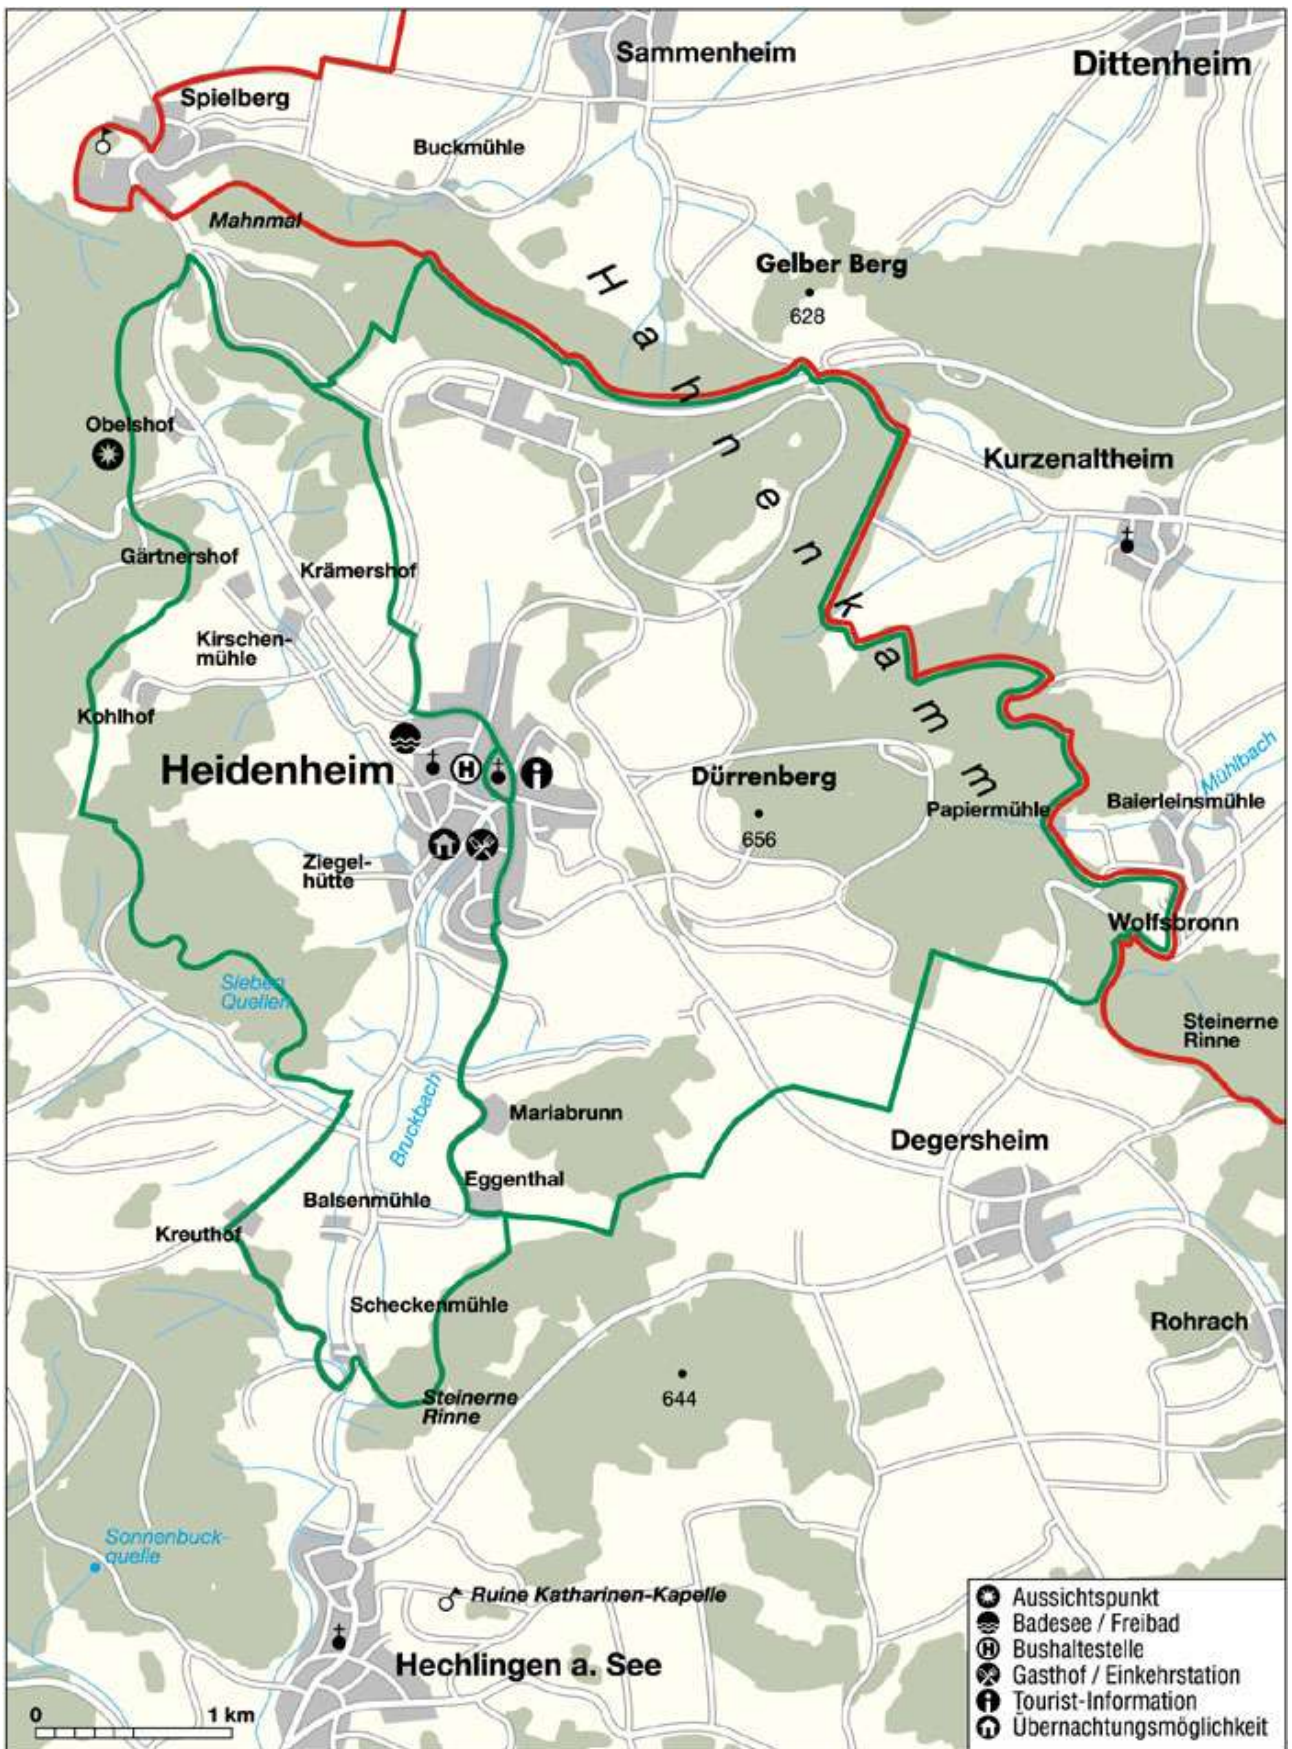 Sammenheim
Dittenheim
Spielberg
Buckmühle
Mahnmal
Gelber Berg
628
Hahnenkamm
Obelshof
Kurzenaltheim
Gärtnershof
Krämershof
Kirschen-
mühle
Kohlhof
Heidenheim
H
Dürrenberg
656
Mühlbach
Papiermühle
Baierleinsmühle
Ziegel-
hütte
Wolfsbronn
Sieben
Quellen
Steinerne
Rinne
Bruckbach
Mariabrunn
Degersheim
Eggenthal
Balsenmühle
Kreuthof
Scheckenmühle
Rohrach
644
Steinerne
Rinne
Sonnenbuck-
quelle
Ruine Katharinen-Kapelle
Hechlingen a. See
0 1 km
Aussichtspunkt
Badesee / Freibad
H Bushaltestelle
Gasthof / Einkehrstation
Tourist-Information
Übernachtungsmöglichkeit